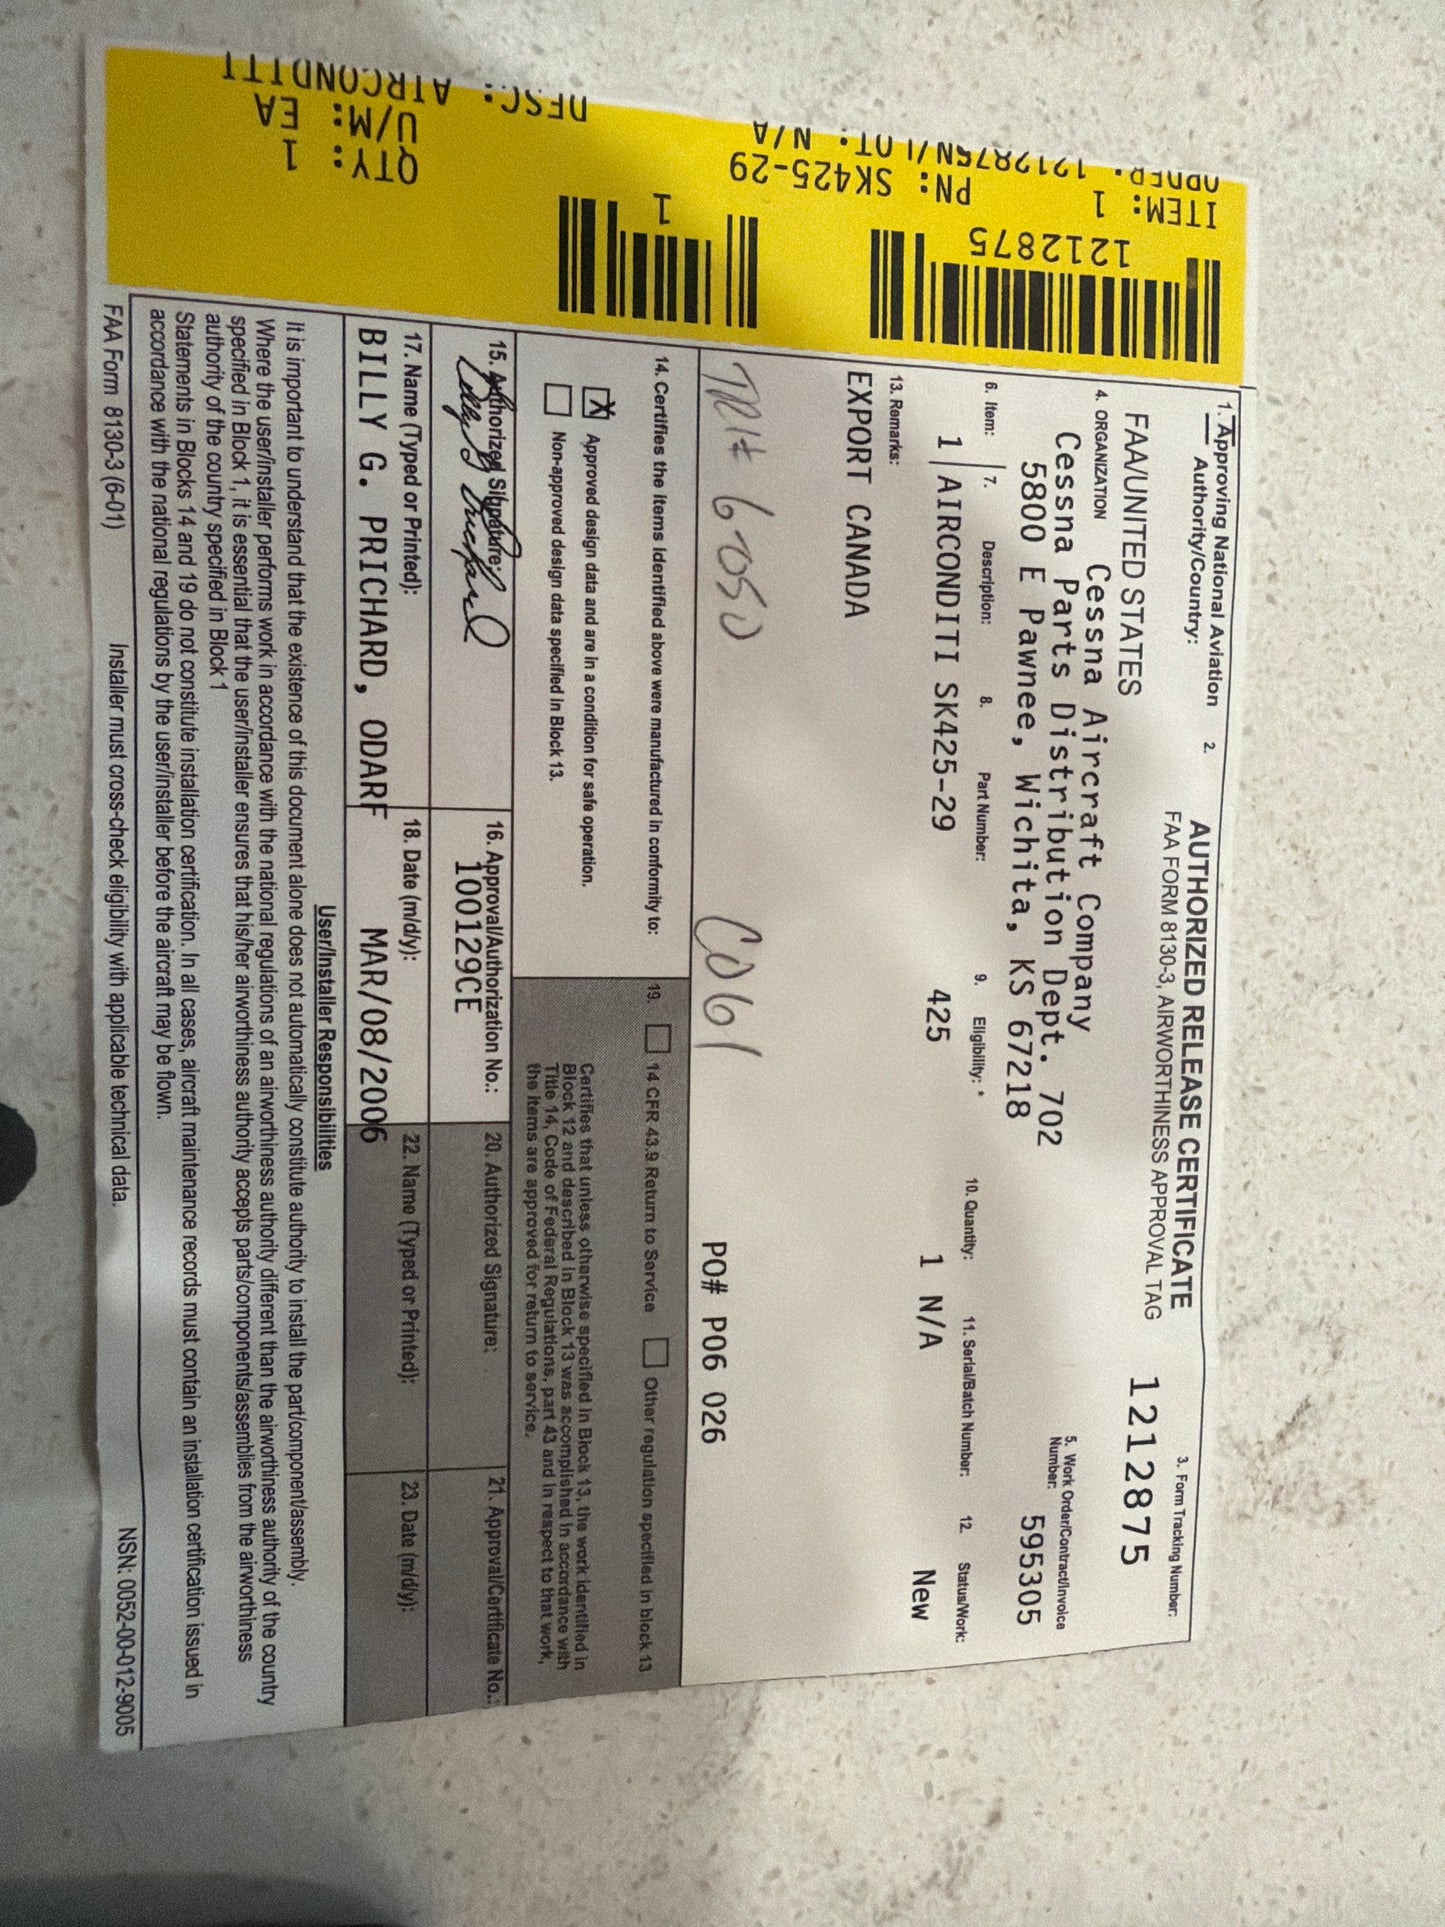 1. Approving National Aviation
Authority/Country:
FAA/UNITED STATES
2.
AUTHORIZED RELEASE CERTIFICATE
FAA FORM 8130-3, AIRWORTHINESS APPROVAL TAG
3. Form Tracking Number:
1212875
4. ORGANIZATION
Cessna Aircraft Company
Cessna Parts Distribution Dept. 702
5800 E Pawnee, Wichita, KS 67218
5. Work Order/Contract/Invoice
Number:
595305
6. Item: 7. Description: 8. Part Number: 9. Eligibility: * 10. Quantity: 11. Serial/Batch Number: 12. Status/Work:
1 AIRCONDITI SK425-29 425 1 N/A New
13. Remarks:
EXPORT CANADA
6050 C061 PO# P06 026
14. Certifies the items identified above were manufactured in conformity to:
X Approved design data and are in a condition for safe operation.
Non-approved design data specified in Block 13.
19. 14 CFR 43.9 Return to Service Other regulation specified in block 13
Certifies that unless otherwise specified in Block 13, the work identified in
Block 12 and described in Block 13 was accomplished in accordance with
Title 14, Code of Federal Regulations, part 43 and in respect to that work,
the items are approved for return to service.
15. Authorized Signature:
16. Approval/Authorization No.:
100129CE
20. Authorized Signature:
21. Approval/Certificate No.:
17. Name (Typed or Printed):
BILLY G. PRICHARD, ODARF
18. Date (m/d/y):
MAR/08/2006
22. Name (Typed or Printed):
23. Date (m/d/y):
User/Installer Responsibilities
It is important to understand that the existence of this document alone does not automatically constitute authority to install the part/component/assembly.
Where the user/installer performs work in accordance with the national regulations of an airworthiness authority different than the airworthiness authority of the country
specified in Block 1, it is essential that the user/installer ensures that his/her airworthiness authority accepts parts/components/assemblies from the airworthiness
authority of the country specified in Block 1
Statements in Blocks 14 and 19 do not constitute installation certification. In all cases, aircraft maintenance records must contain an installation certification issued in
accordance with the national regulations by the user/installer before the aircraft may be flown.
FAA Form 8130-3 (6-01) Installer must cross-check eligibility with applicable technical data. NSN: 0052-00-012-9005
1212875
1
ITEM: 1 PN: SK425-29
QTY: 1
ORDER: 1212875N/LOT: N/A
U/M: EA
DESC: AIRCONDITI